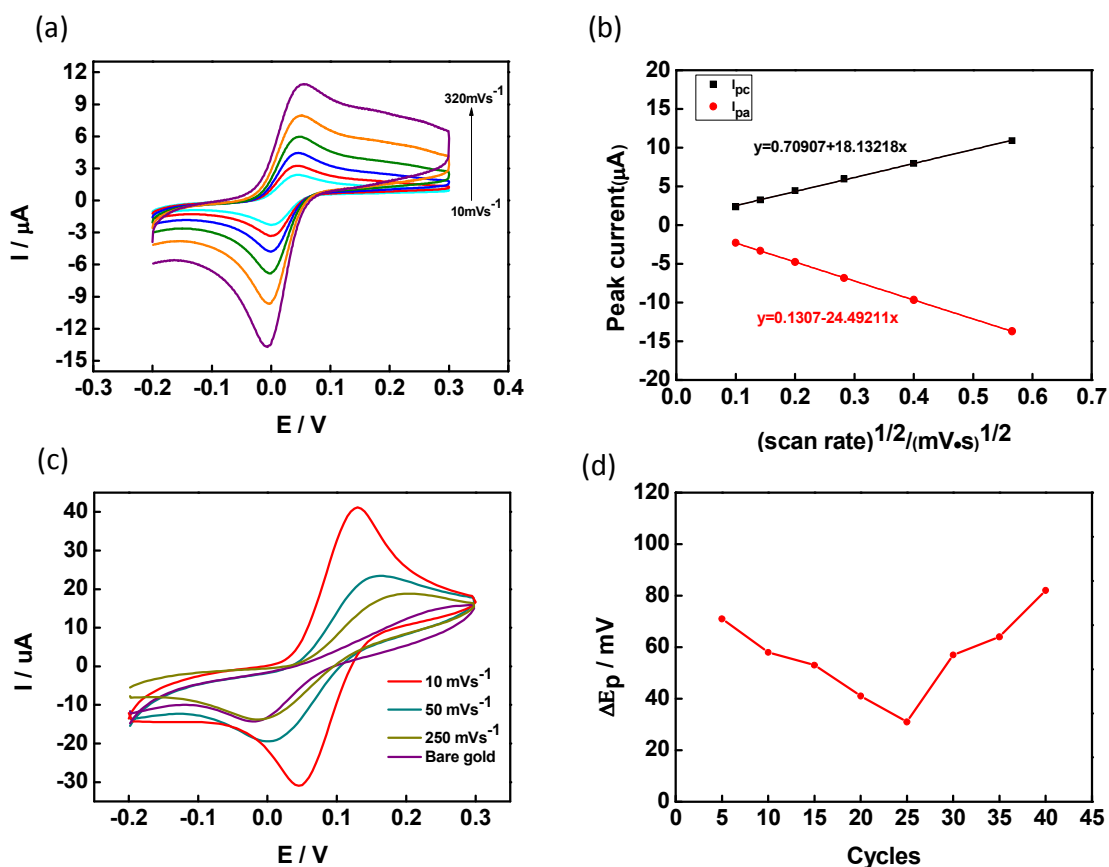 (a)
12
9
6
3
0
-3
-6
-9
-12
-15
I / μA
320mVs⁻¹
10mVs⁻¹
-0.3 -0.2 -0.1 0.0 0.1 0.2 0.3 0.4
E / V
(b)
20
15
10
5
0
-5
-10
-15
-20
Peak current(μA)
Ipc
Ipa
y=0.70907+18.13218x
y=0.1307-24.49211x
0.0 0.1 0.2 0.3 0.4 0.5 0.6 0.7
(scan rate)^1/2/(mV•s)^1/2
(c)
40
30
20
10
0
-10
-20
-30
I / uA
10 mVs⁻¹
50 mVs⁻¹
250 mVs⁻¹
Bare gold
-0.2 -0.1 0.0 0.1 0.2 0.3
E / V
(d)
120
100
80
60
40
20
0
ΔEp / mV
0 5 10 15 20 25 30 35 40 45
Cycles